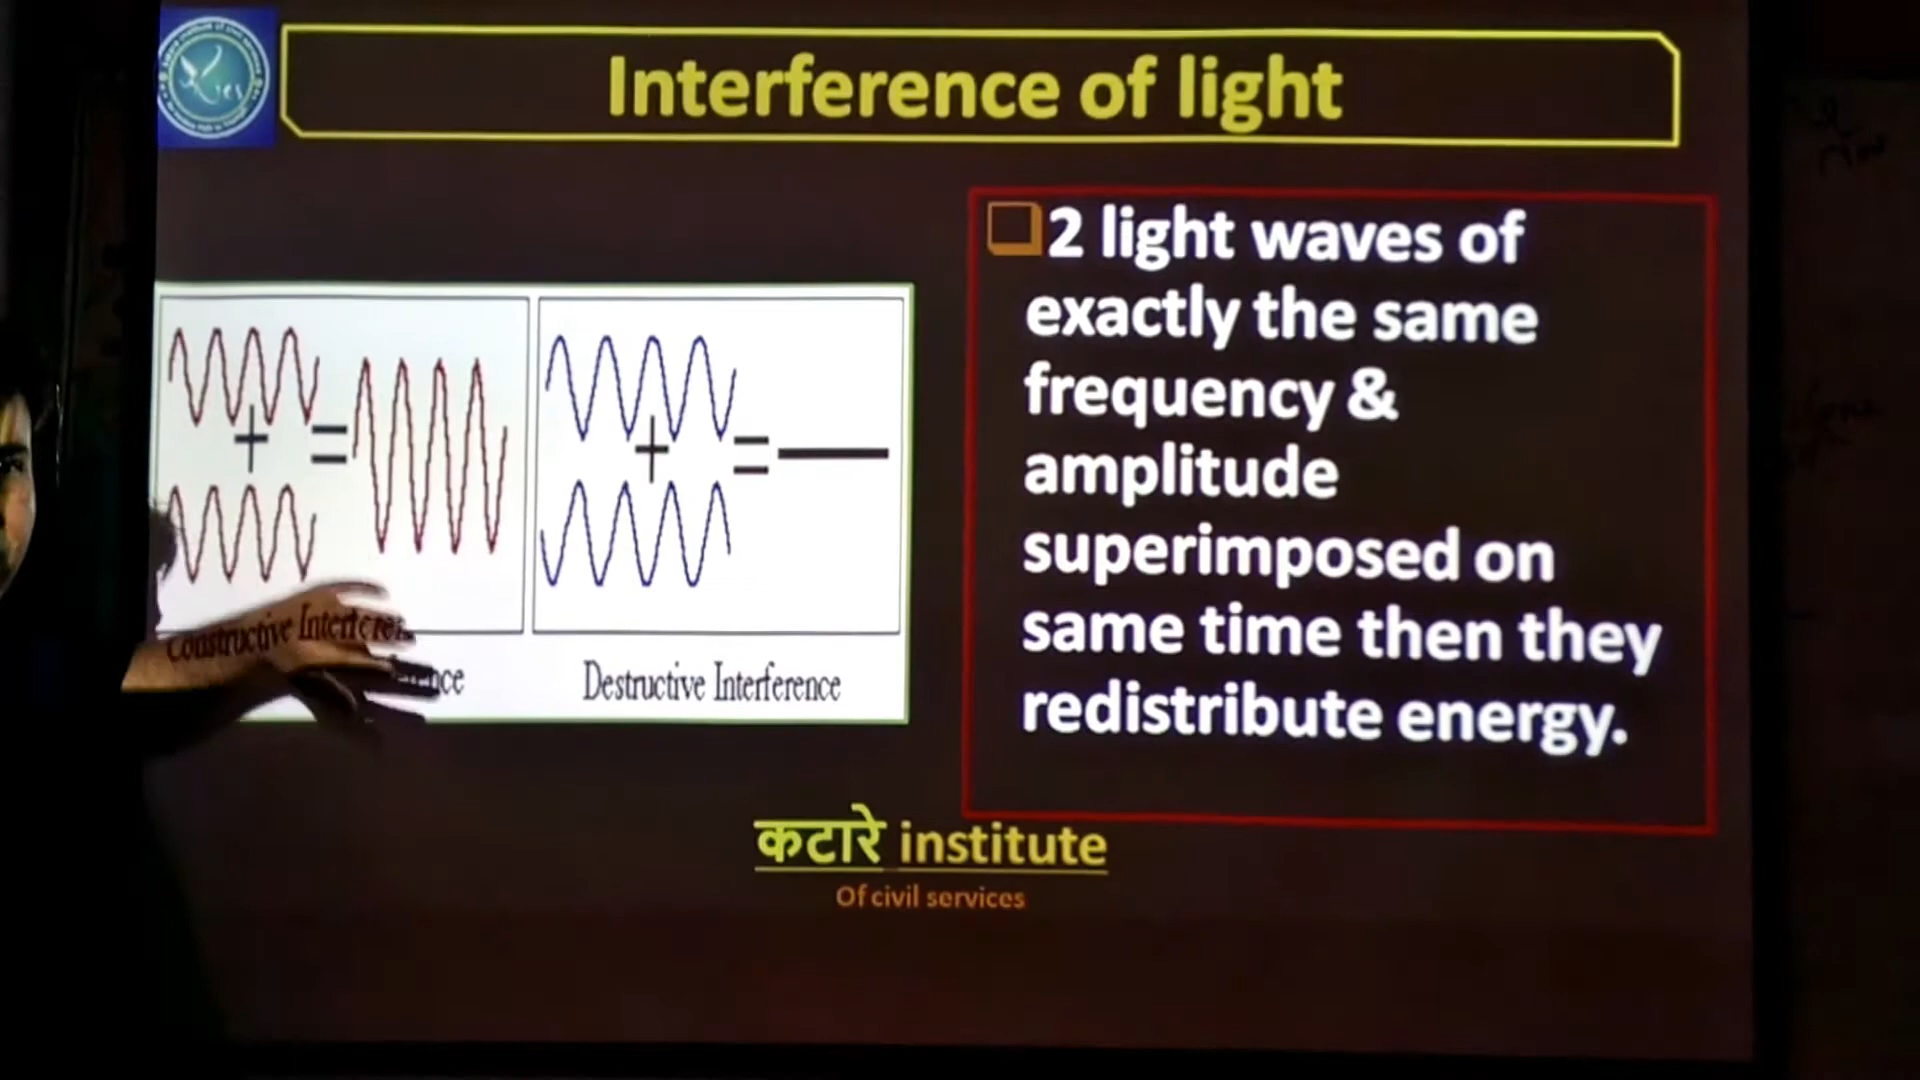 Interference of light
2 light waves of
exactly the same
frequency &
amplitude
superimposed on
same time then they
redistribute energy.
+
=
+
=
Constructive
Destructive Interference
कटारे institute
Of civil services